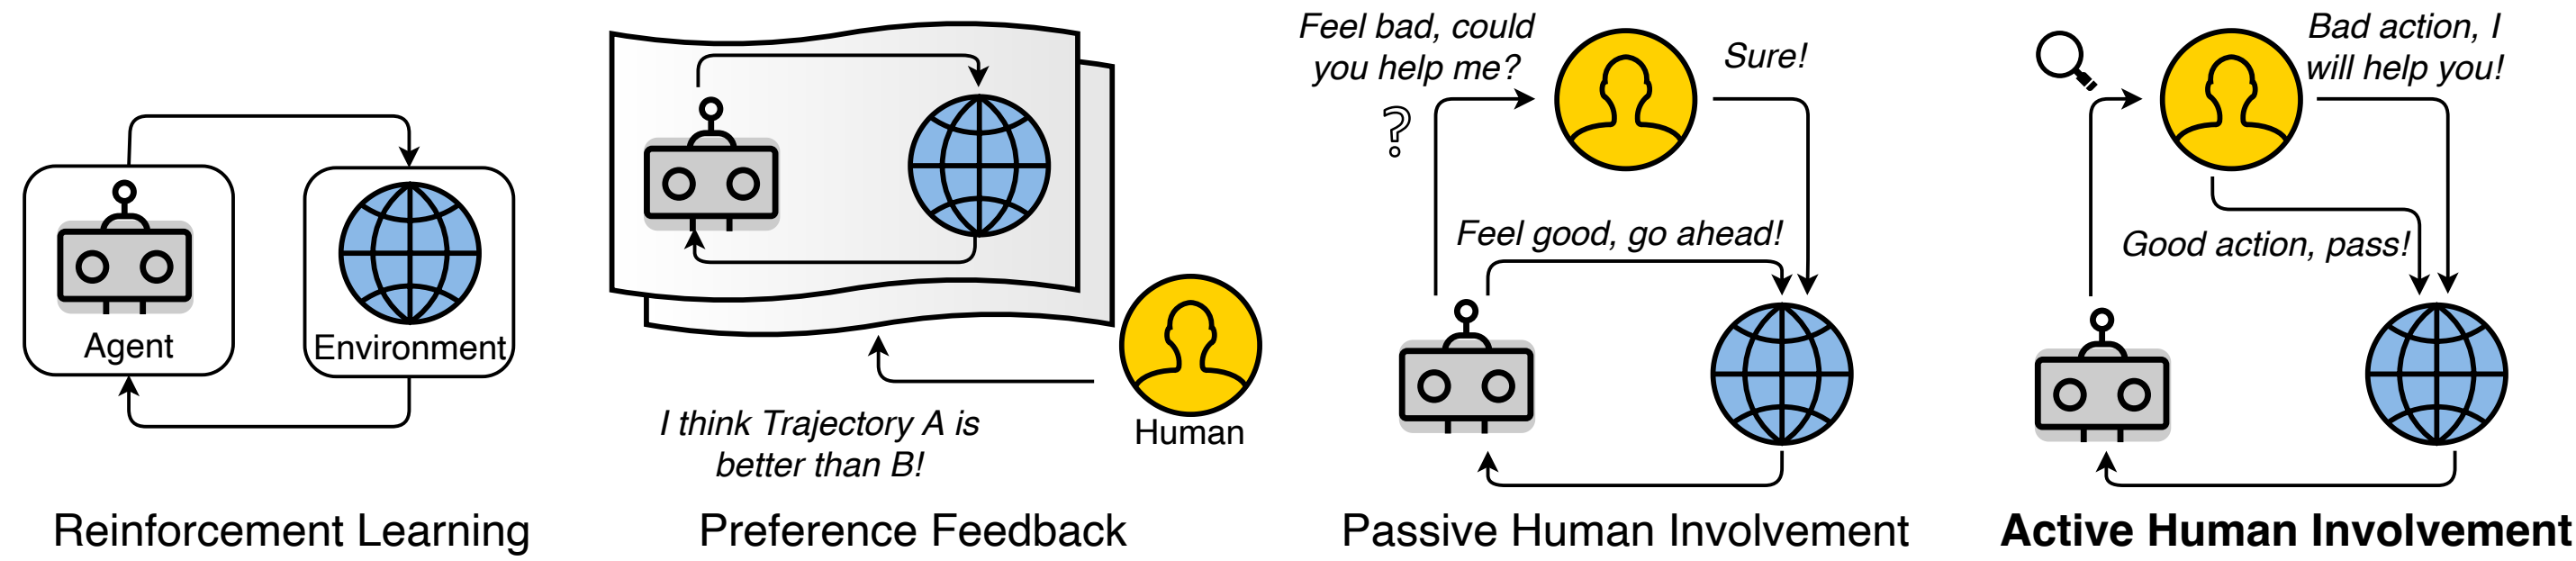 Agent
Environment
Reinforcement Learning
I think Trajectory A is
better than B!
Human
Preference Feedback
Feel bad, could
you help me?
?
Sure!
Feel good, go ahead!
Passive Human Involvement
Bad action, I
will help you!
Good action, pass!
Active Human Involvement